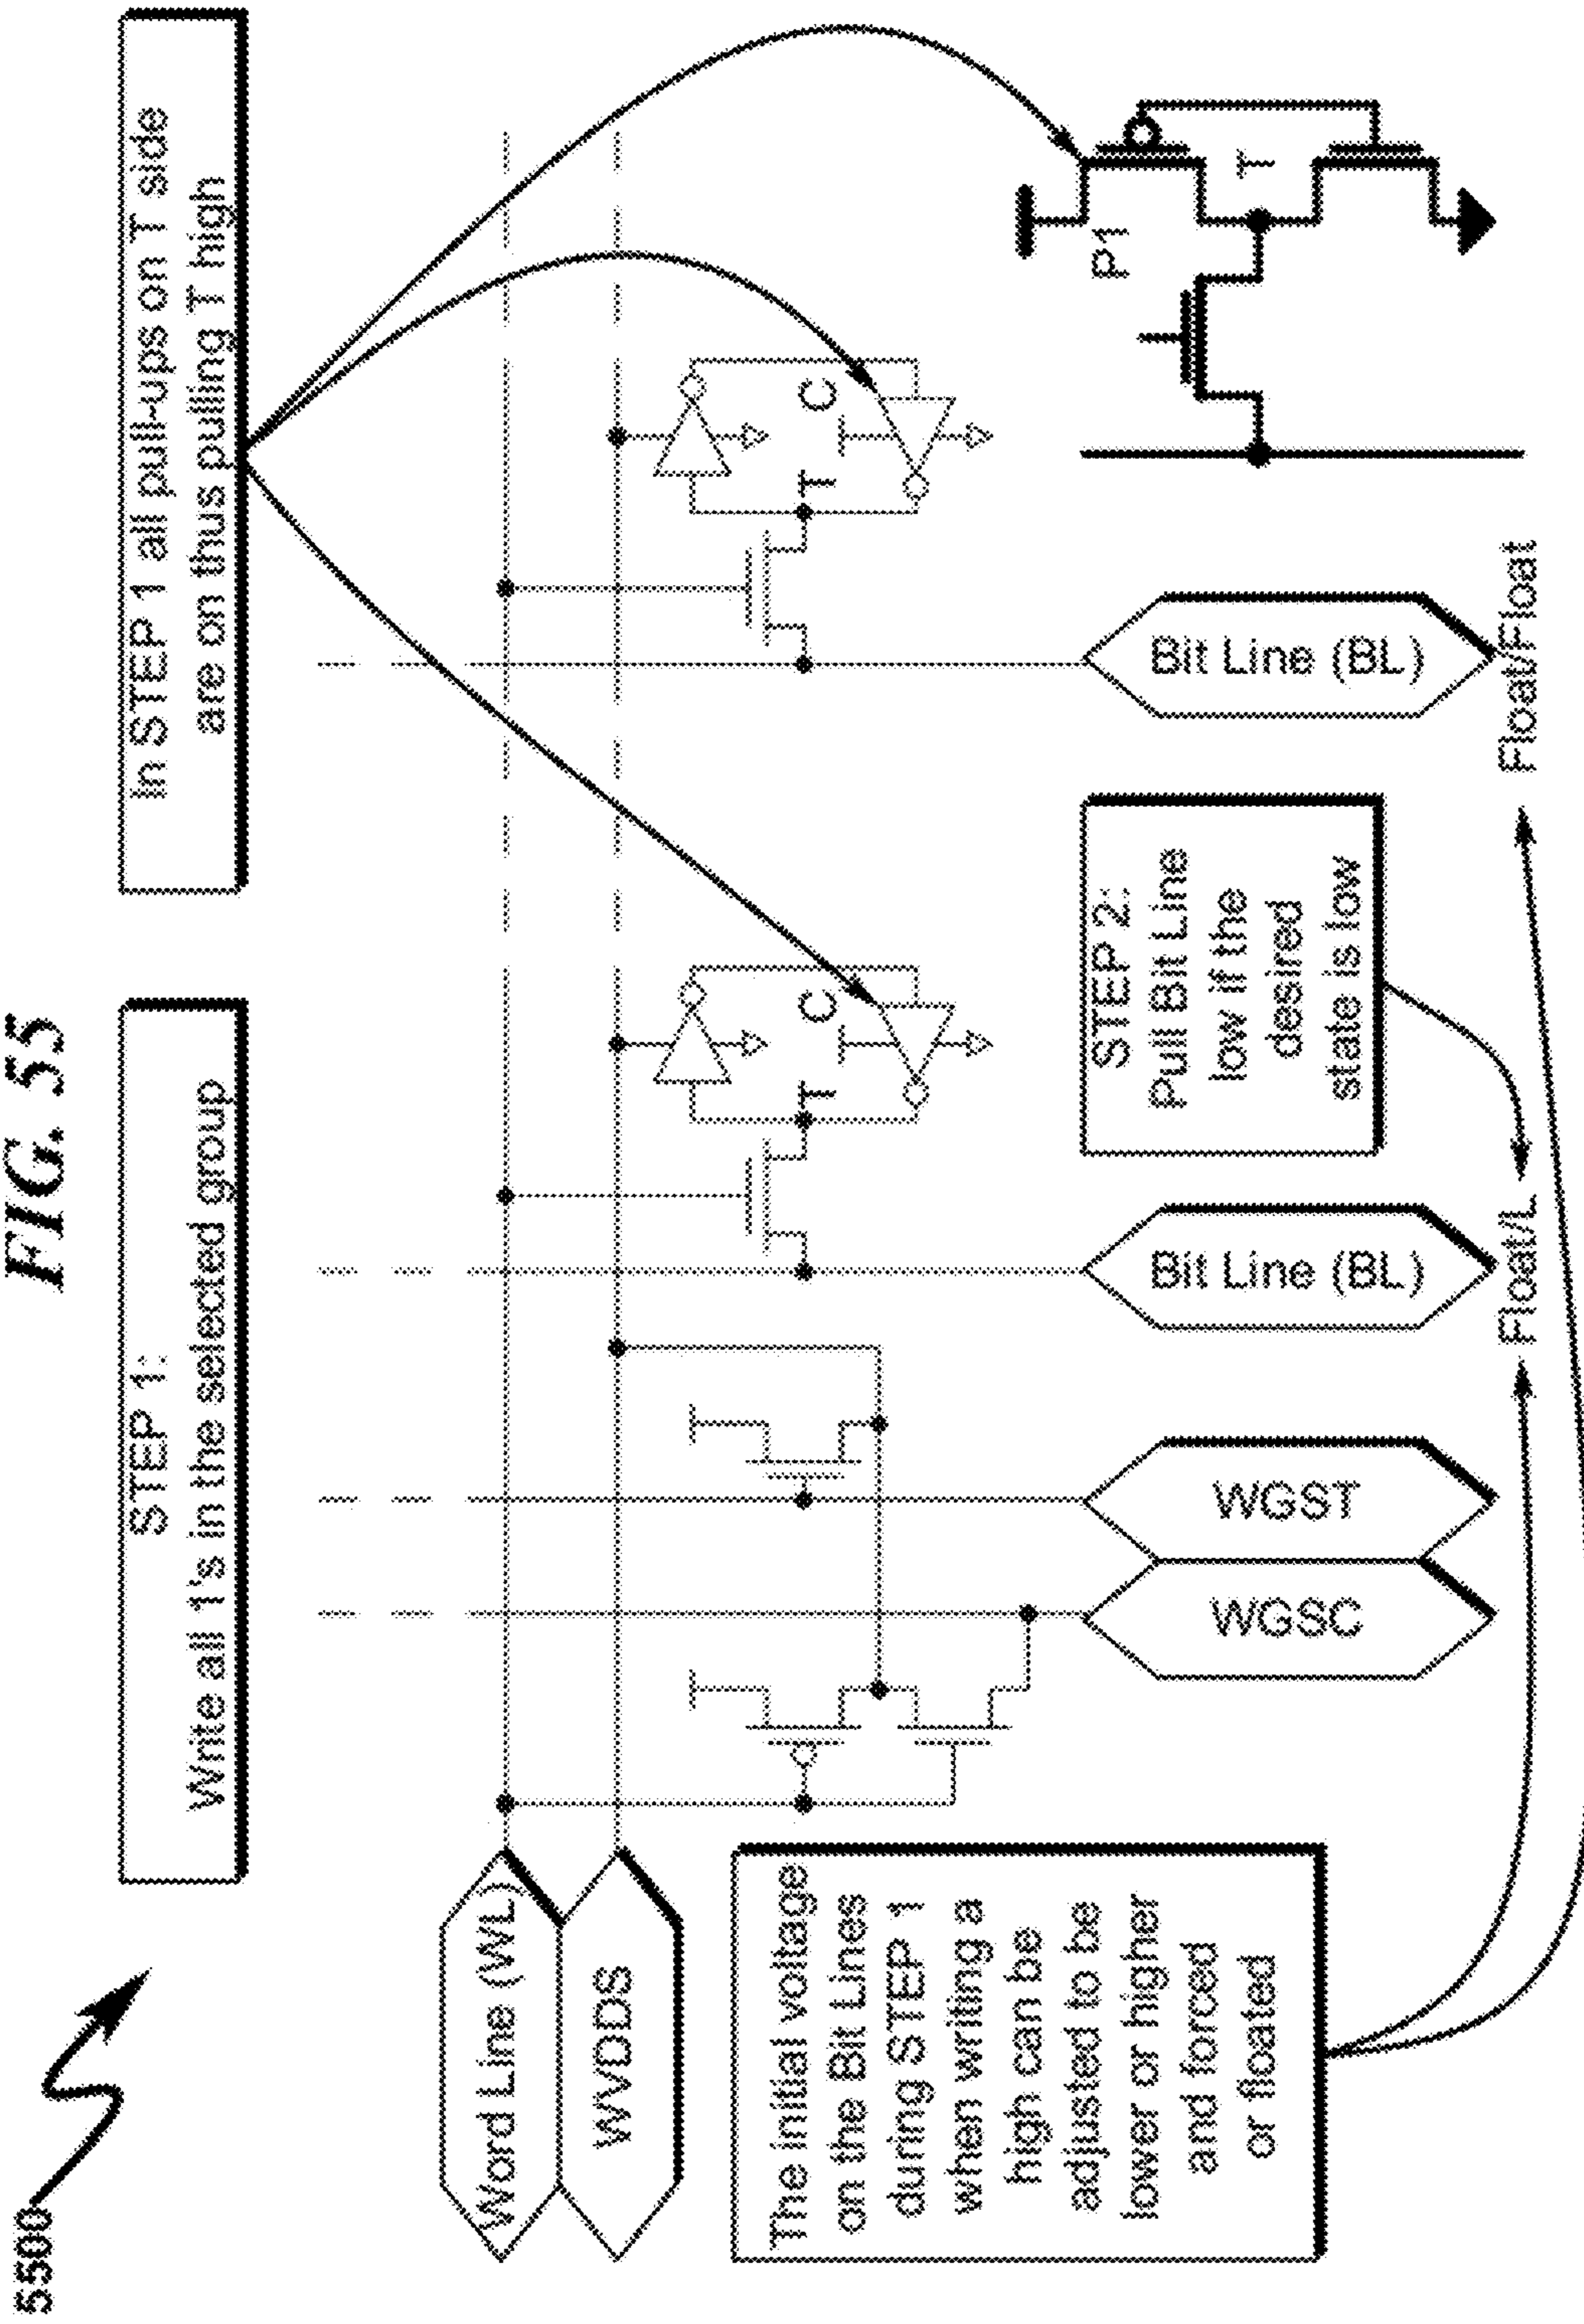 FIG. 55
5500
STEP 1:
Write all 1's in the selected group
In STEP 1 all pull-ups on T side
are on thus pulling T high
Word Line (WL)
WVDDS
T
C
T
C
P1
T
The initial voltage
on the Bit Lines
during STEP 1
when writing a
high can be
adjusted to be
lower or higher
and forced
or floated
WGSC
WGST
Bit Line (BL)
STEP 2:
Pull Bit Line
low if the
desired
state is low
Bit Line (BL)
Float/L
Float/Float